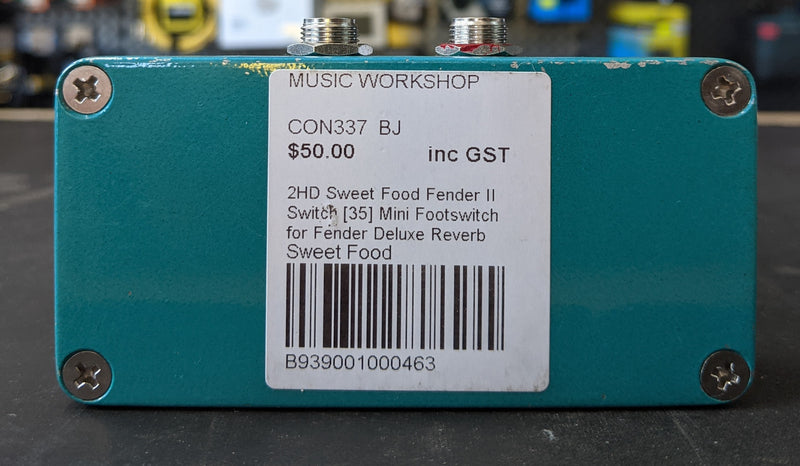 MUSIC WORKSHOP
CON337 BJ
$50.00 inc GST
2HD Sweet Food Fender II
Switch [35] Mini Footswitch
for Fender Deluxe Reverb
Sweet Food
B939001000463